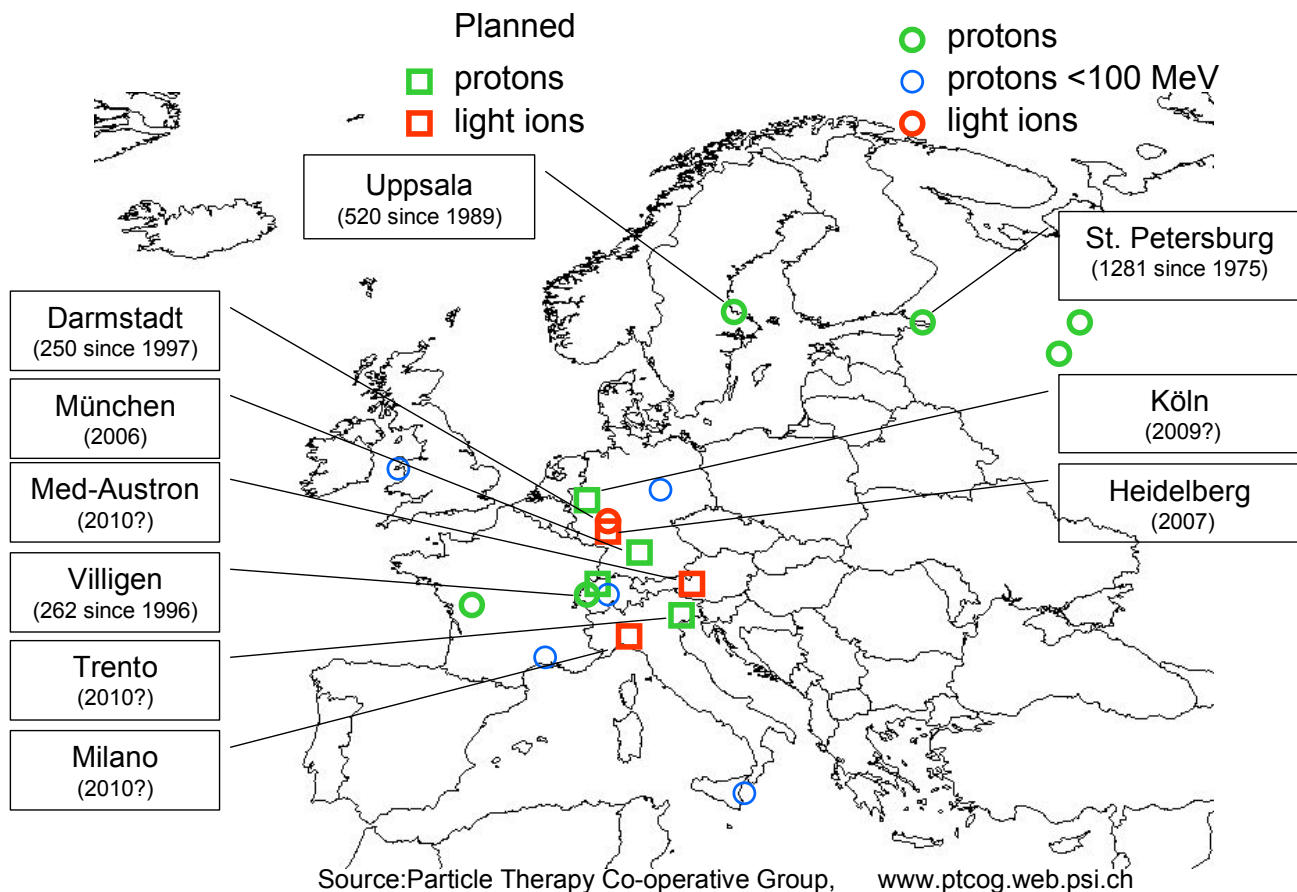 Planned
protons
light ions
protons
protons <100 MeV
light ions
Uppsala
(520 since 1989)
St. Petersburg
(1281 since 1975)
Darmstadt
(250 since 1997)
München
(2006)
Med-Austron
(2010?)
Villigen
(262 since 1996)
Trento
(2010?)
Milano
(2010?)
Köln
(2009?)
Heidelberg
(2007)
Source:Particle Therapy Co-operative Group, www.ptcog.web.psi.ch